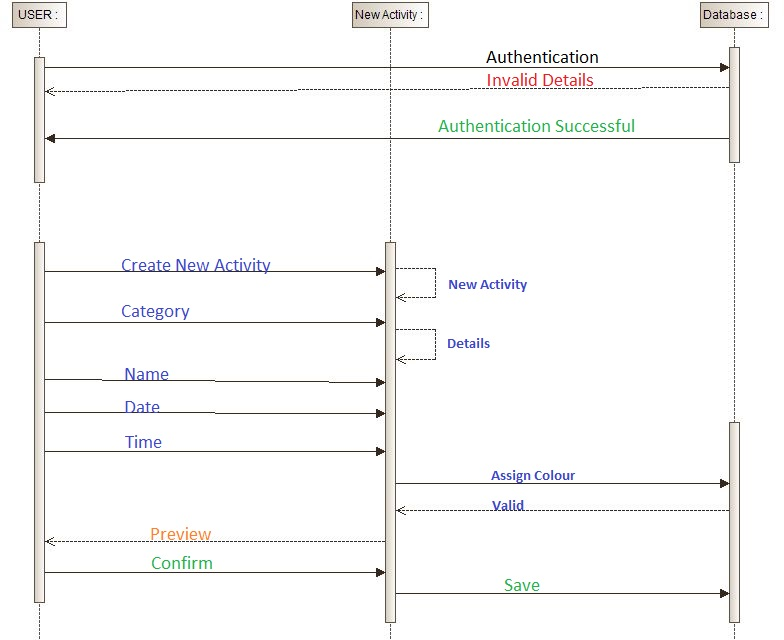 USER :
New Activity :
Database :
Authentication
Invalid Details
Authentication Successful
Create New Activity
New Activity
Category
Details
Name
Date
Time
Assign Colour
Valid
Preview
Confirm
Save